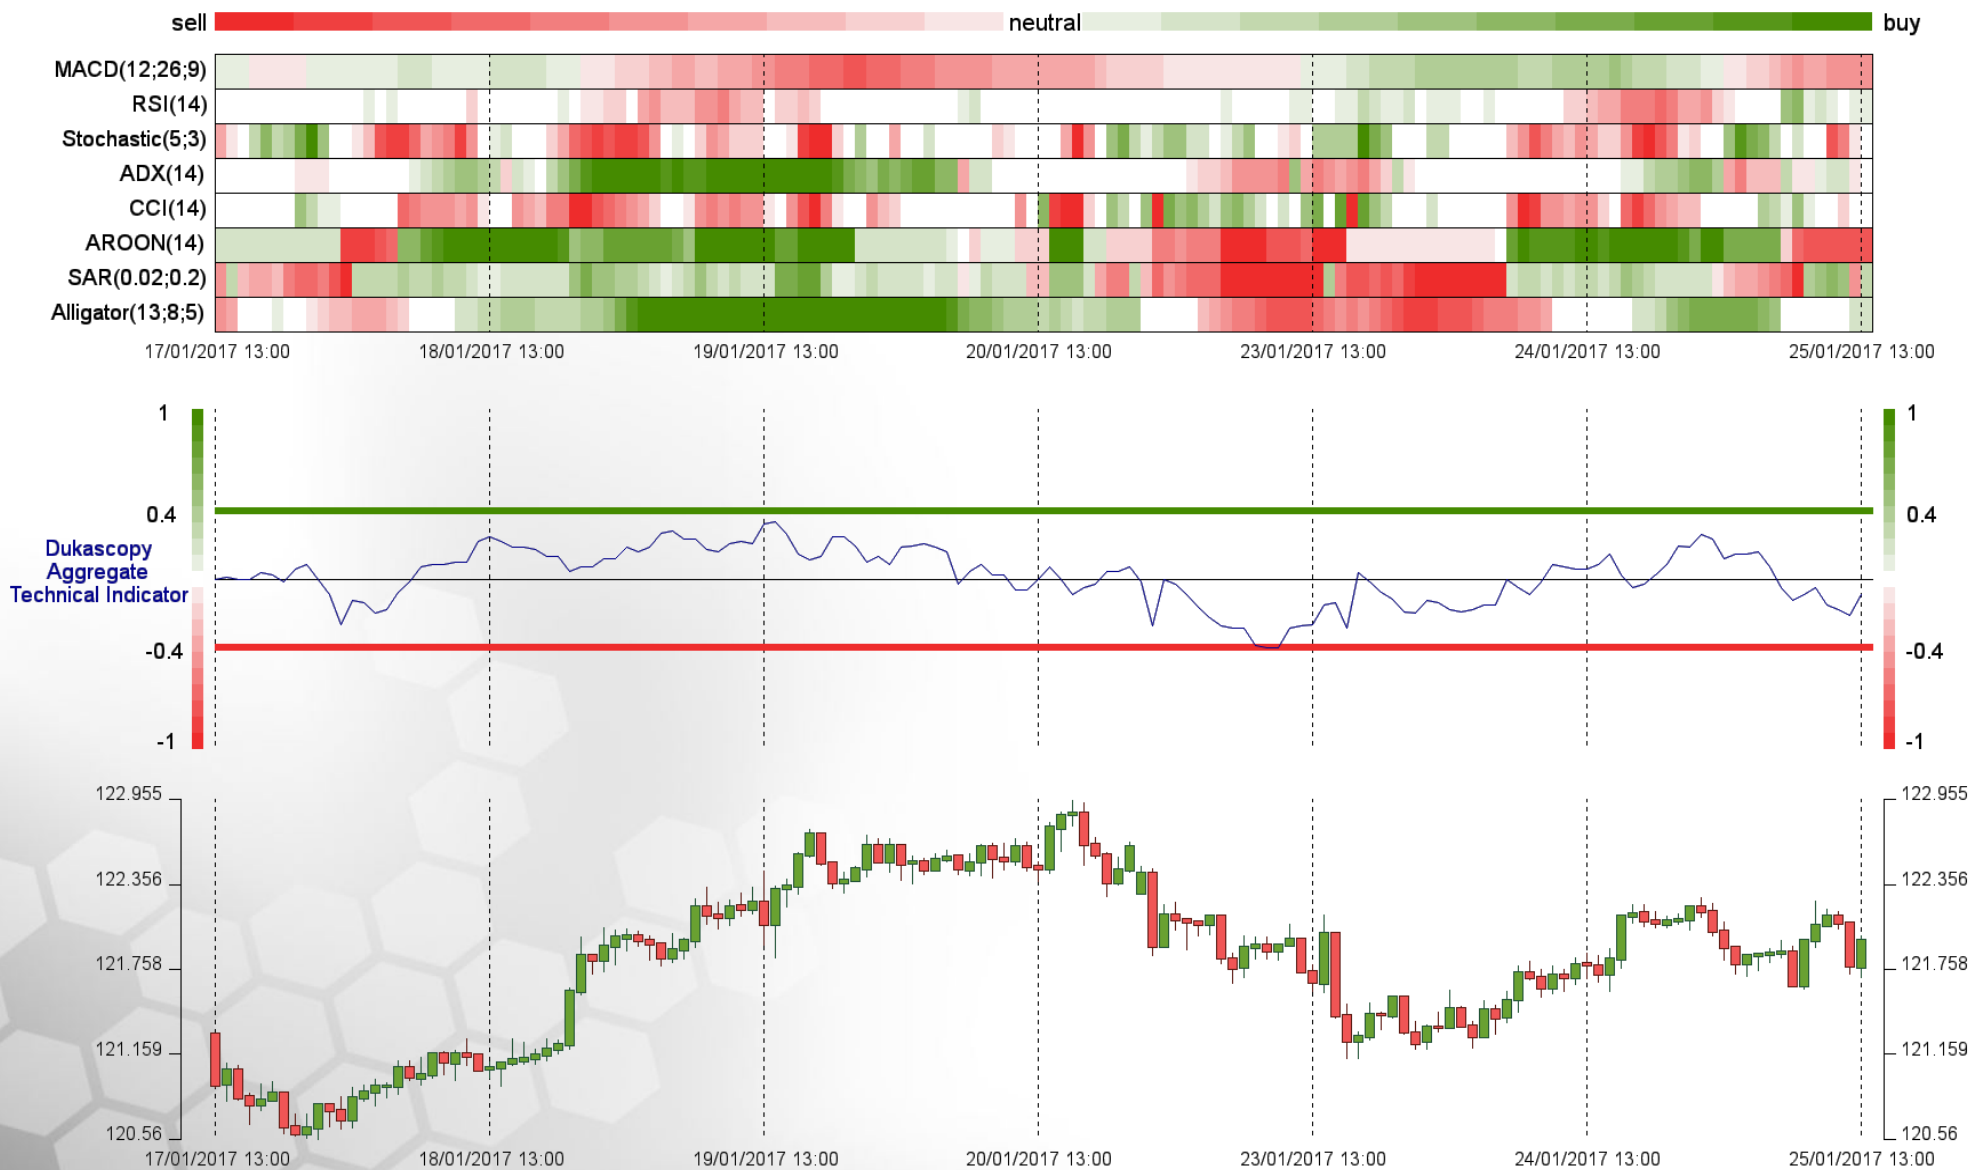 sell neutral buy
MACD(12;26;9)
RSI(14)
Stochastic(5;3)
ADX(14)
CCI(14)
AROON(14)
SAR(0.02;0.2)
Alligator(13;8;5)
17/01/2017 13:00 18/01/2017 13:00 19/01/2017 13:00 20/01/2017 13:00 23/01/2017 13:00 24/01/2017 13:00 25/01/2017 13:00
1 1
0.4 0.4
Dukascopy
Aggregate
Technical Indicator
-0.4 -0.4
-1 -1
122.955 122.955
122.356 122.356
121.758 121.758
121.159 121.159
120.56 120.56
17/01/2017 13:00 18/01/2017 13:00 19/01/2017 13:00 20/01/2017 13:00 23/01/2017 13:00 24/01/2017 13:00 25/01/2017 13:00